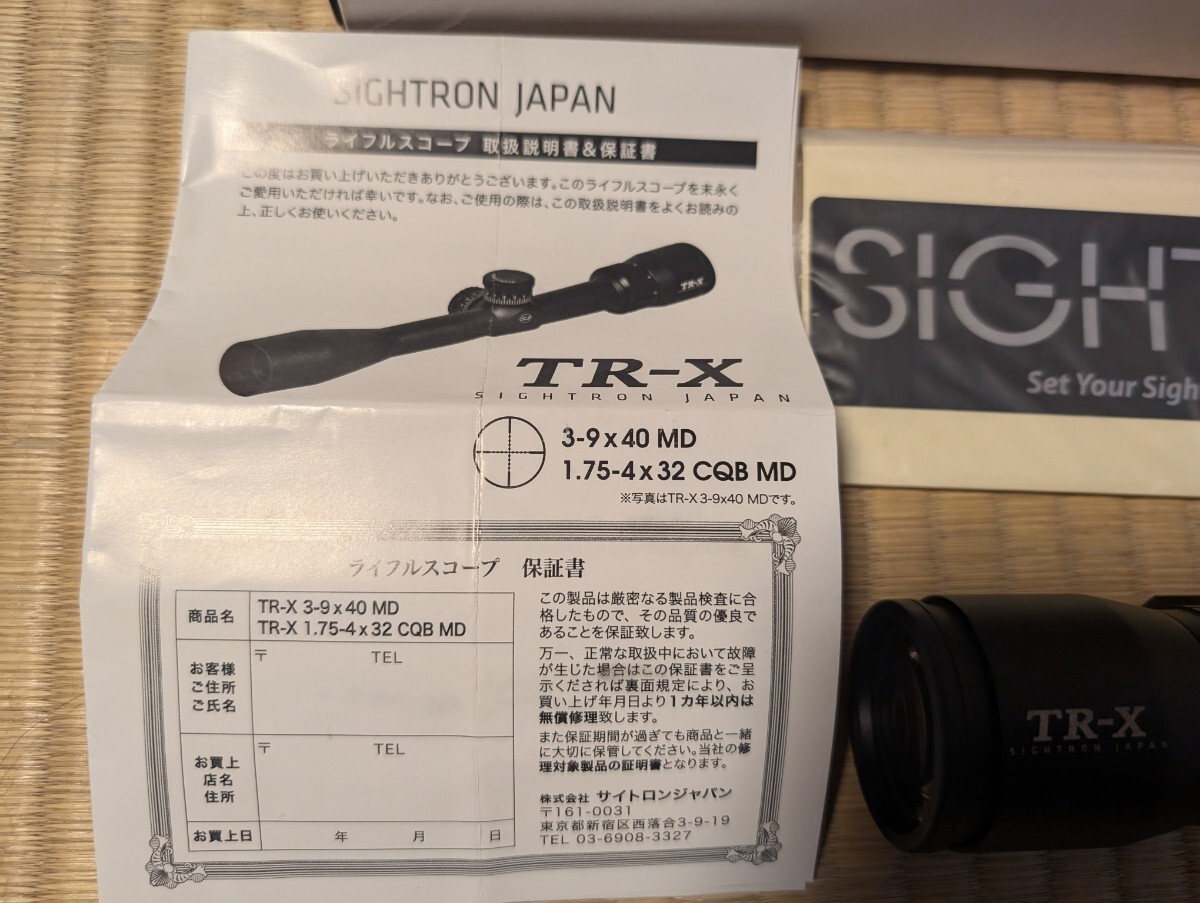 SIGHTRON JAPAN
ライフルスコープ 取扱説明書&保証書
この度はお買い上げいただきありがとうございます。このライフルスコープを末永く
ご愛用いただければ幸いです。なお、ご使用の際は、この取扱説明書をよくお読みの
上、正しくお使いください。
TR-X
TR-X
SIGHTRON JAPAN
3-9x40 MD
1.75-4x32 CQB MD
※写真はTR-X 3-9x40 MDです。
ライフルスコープ 保証書
商品名
TR-X 3-9x40 MD
TR-X 1.75-4x32 CQB MD
お客様
ご住所
ご氏名
〒 TEL
お買上
店名
住所
〒 TEL
お買上日
年 月 日
この製品は厳密なる製品検査に合
格したもので、その品質の優良で
あることを保証致します。
万一、正常な取扱中において故障
が生じた場合はこの保証書をご呈
示くだされば裏面規定により、お
買い上げ年月日より1カ年以内は
無償修理致します。
また保証期間が過ぎても商品と一緒
に大切に保管してください。当社の修
理対象製品の証明書となります。
株式会社 サイトロンジャパン
〒161-0031
東京都新宿区西落合3-9-19
TEL 03-6908-3327
SIGHT
Set Your Sigh
TR-X
SIGHTRON JAPAN